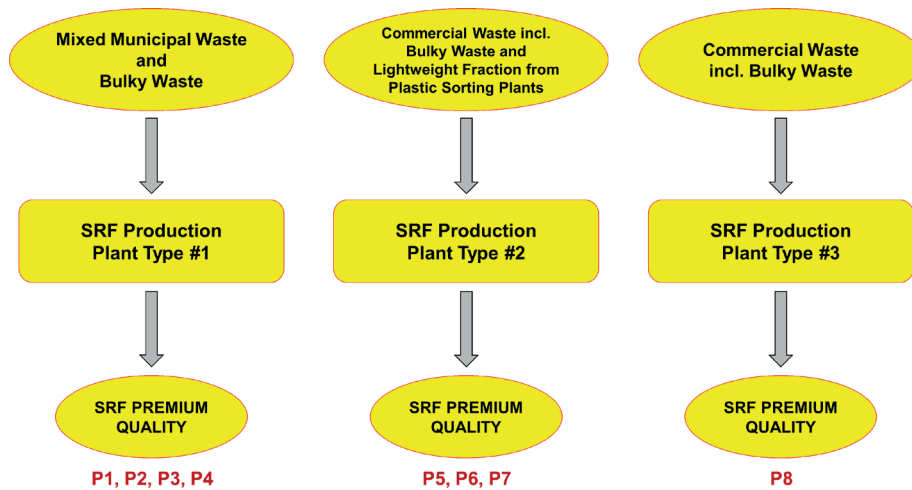 Mixed Municipal Waste
and
Bulky Waste
Commercial Waste incl.
Bulky Waste and
Lightweight Fraction from
Plastic Sorting Plants
Commercial Waste
incl. Bulky Waste
SRF Production
Plant Type #1
SRF Production
Plant Type #2
SRF Production
Plant Type #3
SRF PREMIUM
QUALITY
SRF PREMIUM
QUALITY
SRF PREMIUM
QUALITY
P1, P2, P3, P4
P5, P6, P7
P8